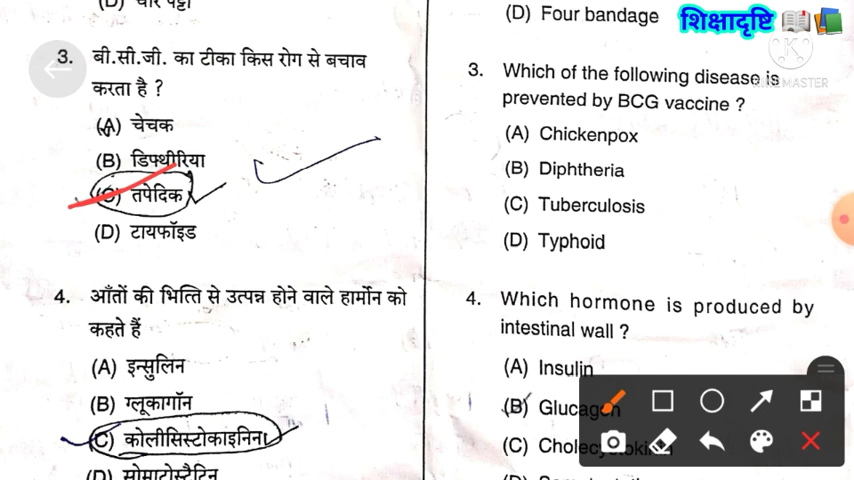 (D) चार पट्टी
3. बी.सी.जी. का टीका किस रोग से बचाव
करता है ?
(A) चेचक
(B) डिफ्थीरिया
(C) तपेदिक
(D) टायफॉइड
4. आँतों की भित्ति से उत्पन्न होने वाले हार्मोन को
कहते हैं
(A) इन्सुलिन
(B) ग्लूकागॉन
(C) कोलीसिस्टोकाइनिन
(D) सोमाटोस्टैटिन
(D) Four bandage
शिक्षादृष्टि
3. Which of the following disease is
prevented by BCG vaccine ?
(A) Chickenpox
(B) Diphtheria
(C) Tuberculosis
(D) Typhoid
4. Which hormone is produced by
intestinal wall ?
(A) Insulin
(B) Glucagon
(C) Cholecystokinin